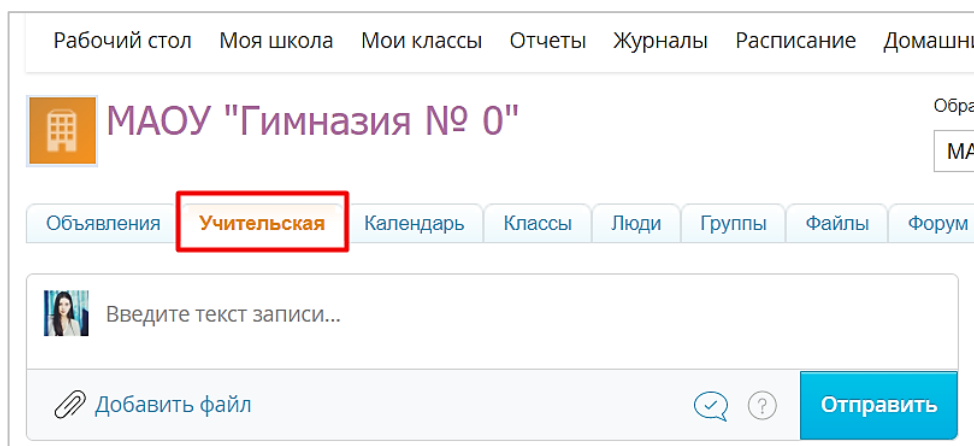 Рабочий стол Моя школа Мои классы Отчеты Журналы Расписание
МАОУ "Гимназия № 0"
Объявления Учительская Календарь Классы Люди Группы Файлы Форум
Введите текст записи...
Добавить файл ? Отправить